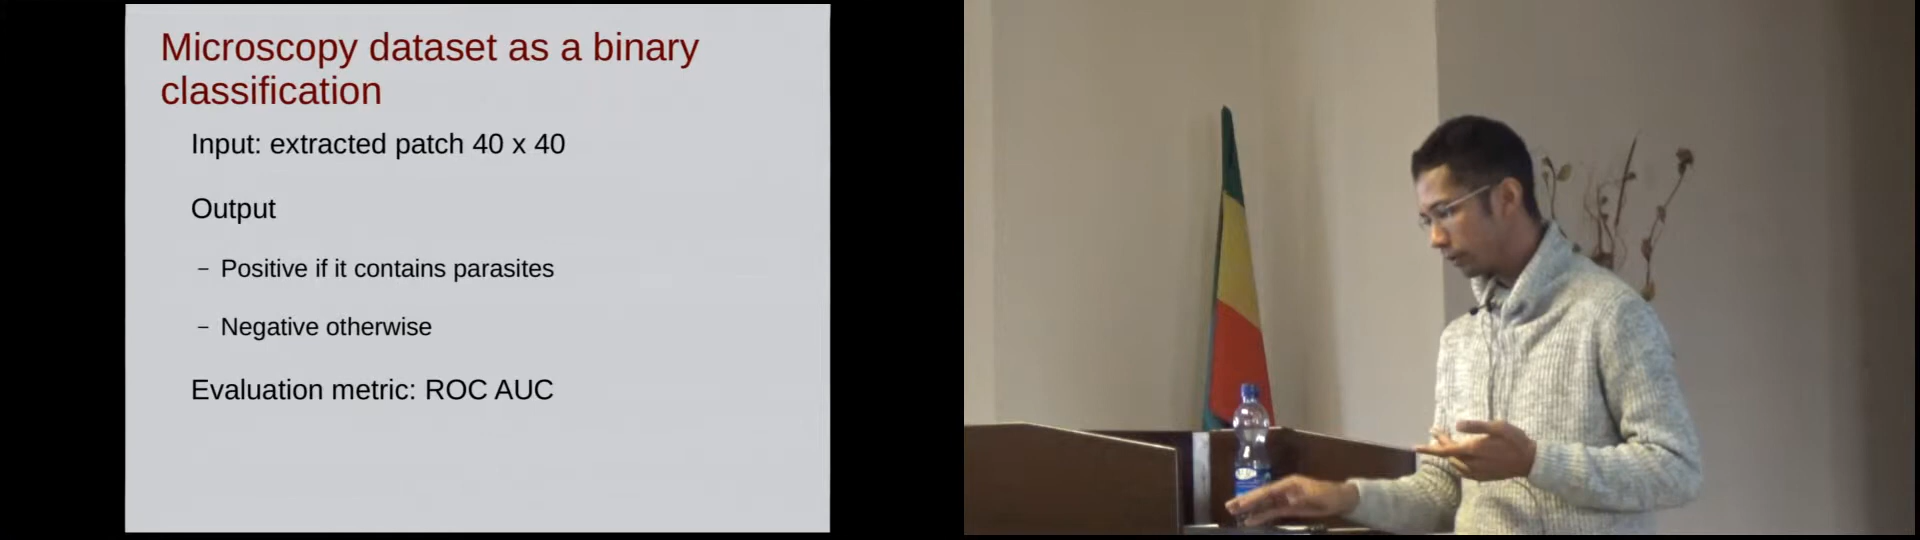 Microscopy dataset as a binary
classification
Input: extracted patch 40 x 40
Output
– Positive if it contains parasites
– Negative otherwise
Evaluation metric: ROC AUC